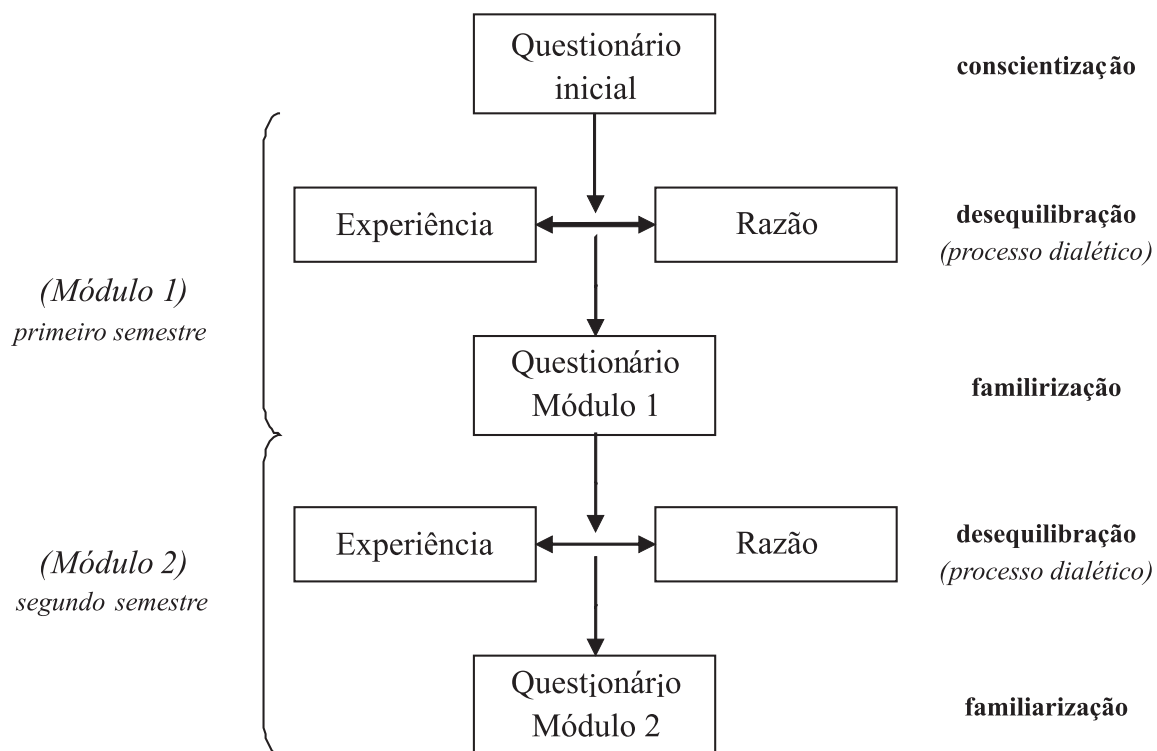 Questionário
inicial
conscientização
Experiência
Razão
desequilibração
(processo dialético)
(Módulo 1)
primeiro semestre
Questionário
Módulo 1
familirização
Experiência
Razão
desequilibração
(processo dialético)
(Módulo 2)
segundo semestre
Questionário
Módulo 2
familiarização